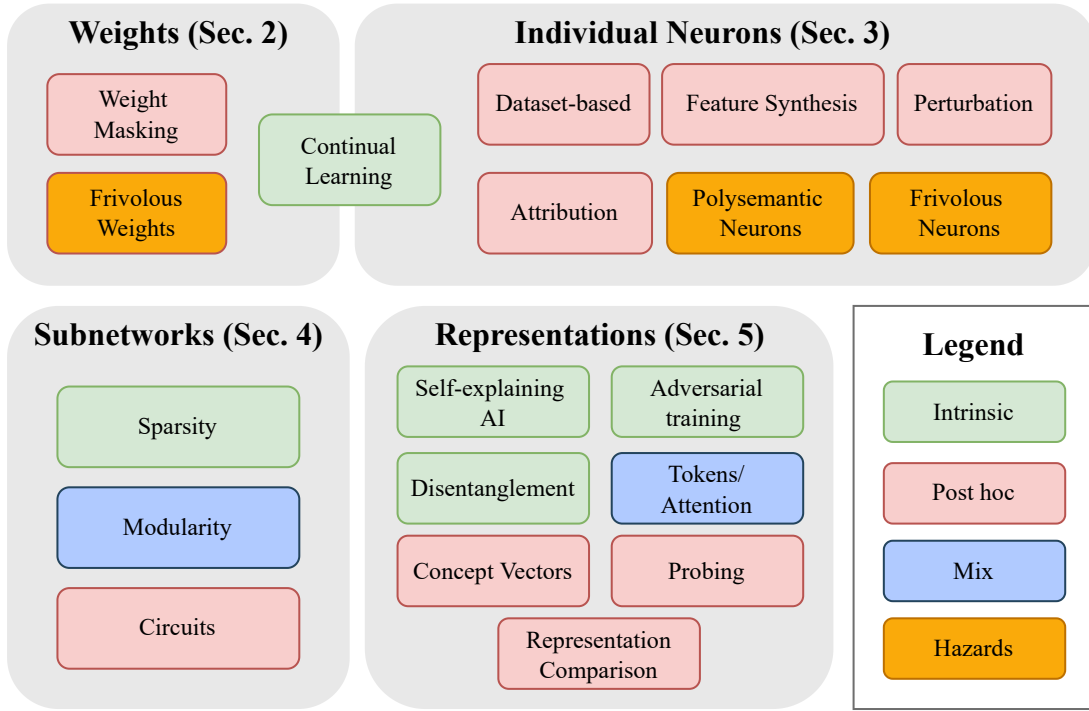 Weights (Sec. 2)
Weight
Masking
Frivolous
Weights
Continual
Learning
Individual Neurons (Sec. 3)
Dataset-based
Feature Synthesis
Perturbation
Attribution
Polysemantic
Neurons
Frivolous
Neurons
Subnetworks (Sec. 4)
Sparsity
Modularity
Circuits
Representations (Sec. 5)
Self-explaining
AI
Adversarial
training
Disentanglement
Tokens/
Attention
Concept Vectors
Probing
Representation
Comparison
Legend
Intrinsic
Post hoc
Mix
Hazards